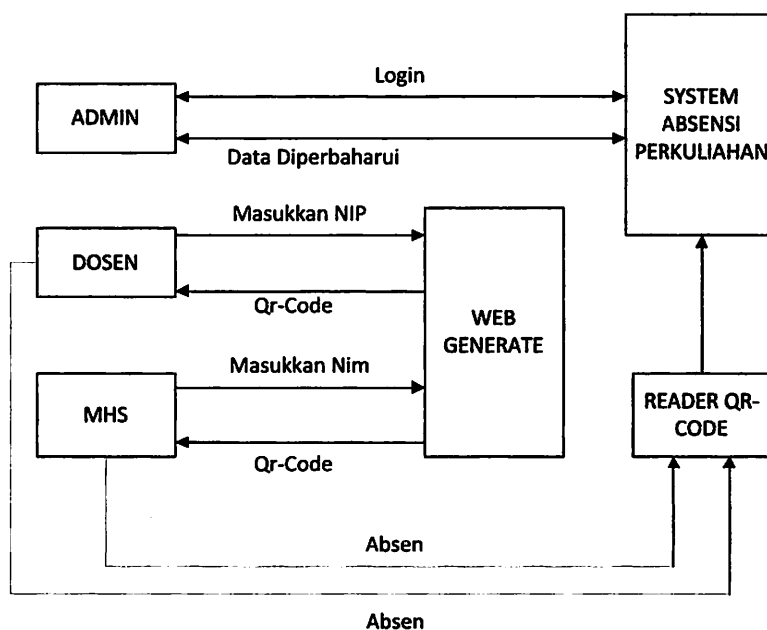 Login
ADMIN
SYSTEM
ABSENSI
PERKULIAHAN
Data Diperbaharui
Masukkan NIP
DOSEN
Qr-Code
WEB
GENERATE
Masukkan Nim
MHS
Qr-Code
READER QR-
CODE
Absen
Absen